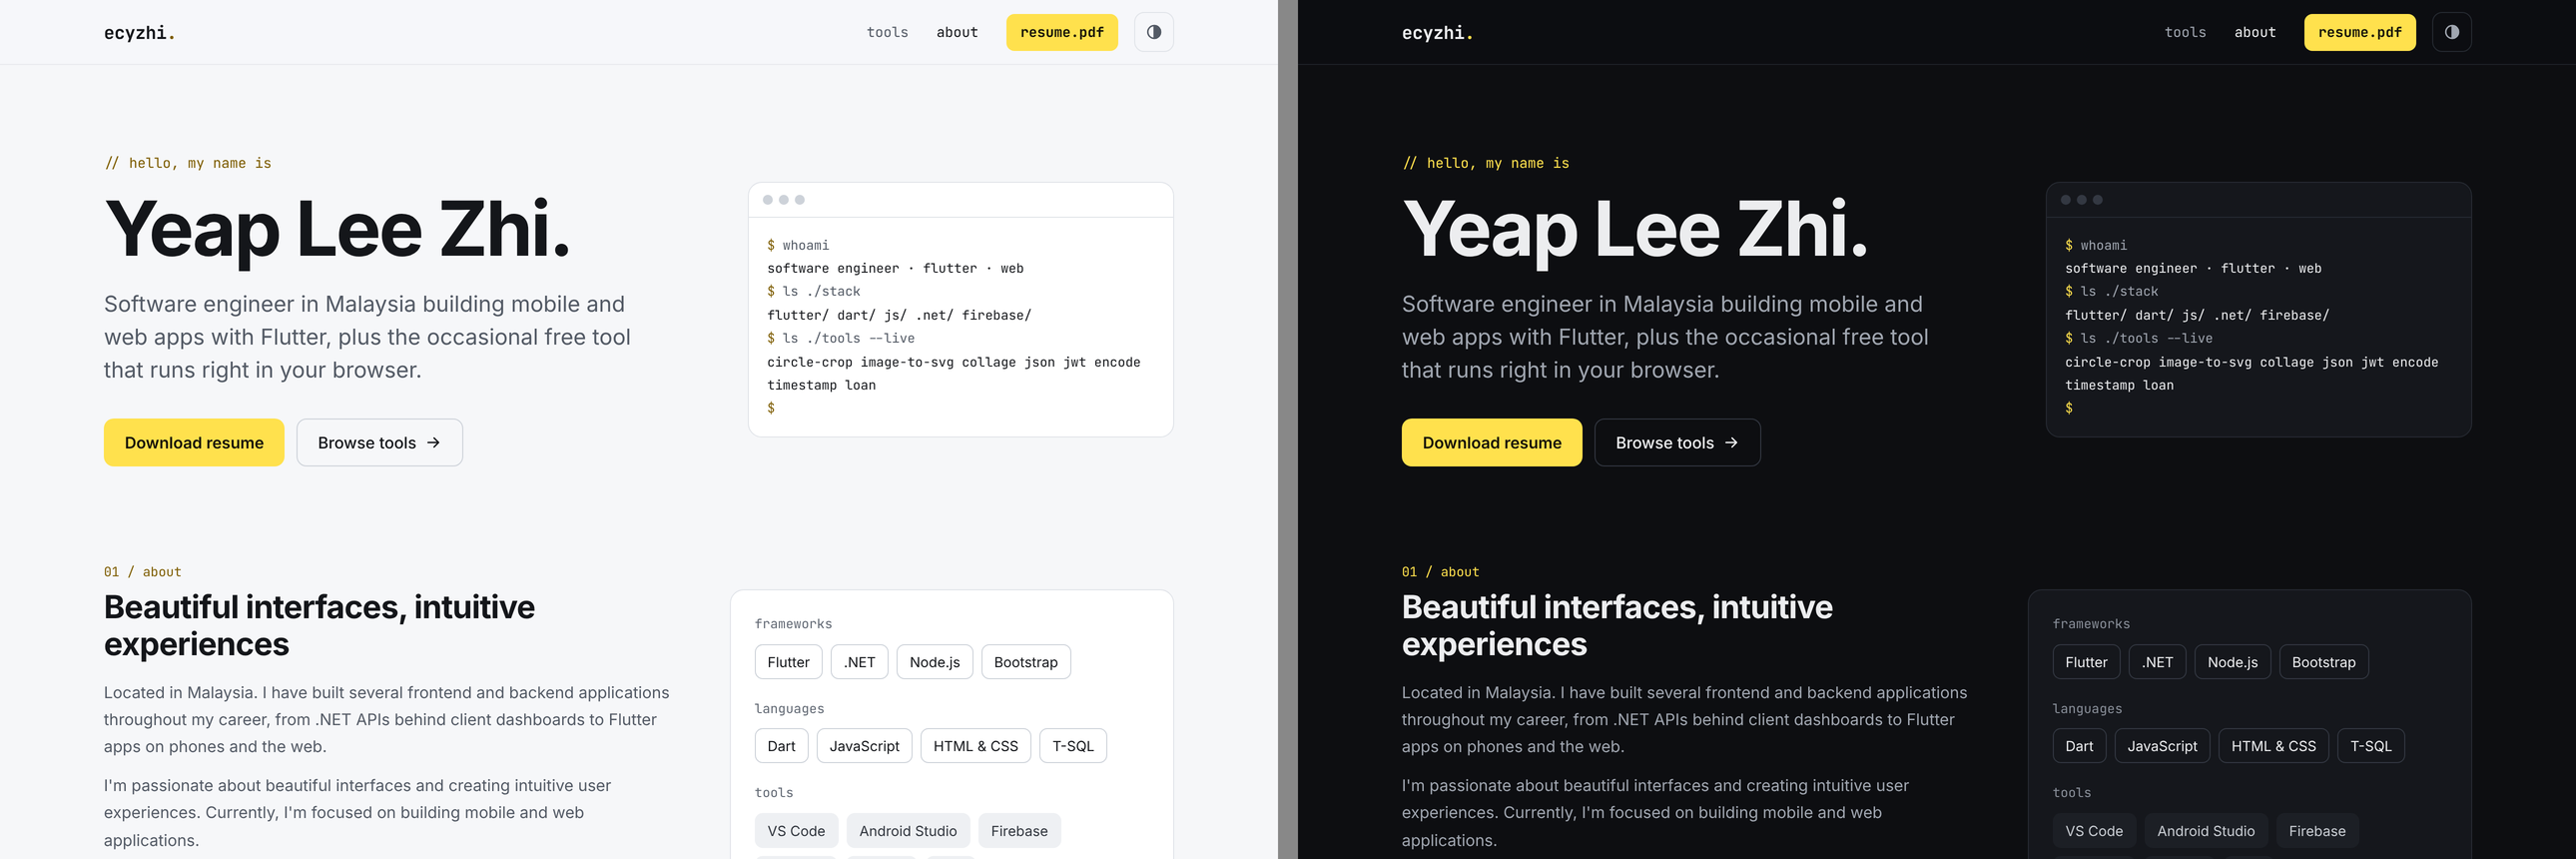 ecyzhi.
tools about resume.pdf
// hello, my name is
Yeap Lee Zhi.
Software engineer in Malaysia building mobile and
web apps with Flutter, plus the occasional free tool
that runs right in your browser.
Download resume Browse tools →
$ whoami
software engineer · flutter · web
$ ls ./stack
flutter/ dart/ js/ .net/ firebase/
$ ls ./tools --live
circle-crop image-to-svg collage json jwt encode
timestamp loan
$
01 / about
Beautiful interfaces, intuitive
experiences
Located in Malaysia. I have built several frontend and backend applications
throughout my career, from .NET APIs behind client dashboards to Flutter
apps on phones and the web.
I'm passionate about beautiful interfaces and creating intuitive user
experiences. Currently, I'm focused on building mobile and web
applications.
frameworks
Flutter .NET Node.js Bootstrap
languages
Dart JavaScript HTML & CSS T-SQL
tools
VS Code Android Studio Firebase
ecyzhi.
tools about resume.pdf
// hello, my name is
Yeap Lee Zhi.
Software engineer in Malaysia building mobile and
web apps with Flutter, plus the occasional free tool
that runs right in your browser.
Download resume Browse tools →
$ whoami
software engineer · flutter · web
$ ls ./stack
flutter/ dart/ js/ .net/ firebase/
$ ls ./tools --live
circle-crop image-to-svg collage json jwt encode
timestamp loan
$
01 / about
Beautiful interfaces, intuitive
experiences
Located in Malaysia. I have built several frontend and backend applications
throughout my career, from .NET APIs behind client dashboards to Flutter
apps on phones and the web.
I'm passionate about beautiful interfaces and creating intuitive user
experiences. Currently, I'm focused on building mobile and web
applications.
frameworks
Flutter .NET Node.js Bootstrap
languages
Dart JavaScript HTML & CSS T-SQL
tools
VS Code Android Studio Firebase